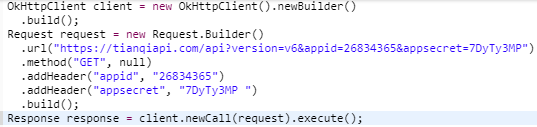 OkHttpClient client = new OkHttpClient().newBuilder()
.build();
Request request = new Request.Builder()
.url("https://tianqiapi.com/api?version=v6&appid=26834365&appsecret=7DyTy3MP")
.method("GET", null)
.addHeader("appid", "26834365")
.addHeader("appsecret", "7DyTy3MP ")
.build();
Response response = client.newCall(request).execute();